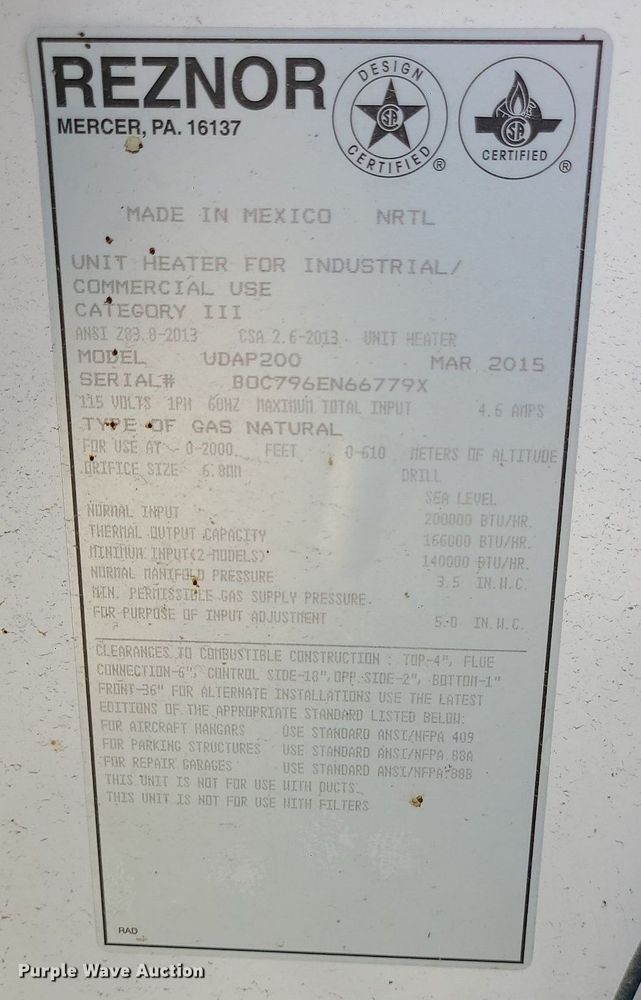 REZNOR
MERCER, PA. 16137
DESIGN CERTIFIED ®
CERTIFIED ®
MADE IN MEXICO NRTL
UNIT HEATER FOR INDUSTRIAL/
COMMERCIAL USE
CATEGORY III
ANSI Z83.8-2013 CSA 2.6-2013 UNIT HEATER
MODEL UDAP200 MAR 2015
SERIAL# BOC796EN66779X
115 VOLTS 1PH 60HZ MAXIMUM TOTAL INPUT 4.6 AMPS
TYPE OF GAS NATURAL
FOR USE AT 0-2000 FEET 0-610 METERS OF ALTITUDE
ORIFICE SIZE 6.8MM DRILL
SEA LEVEL
NORMAL INPUT 200000 BTU/HR.
THERMAL OUTPUT CAPACITY 166000 BTU/HR.
MINIMUM INPUT(2-MODELS) 140000 BTU/HR.
NORMAL MANIFOLD PRESSURE 3.5 IN.W.C.
MIN. PERMISSIBLE GAS SUPPLY PRESSURE
FOR PURPOSE OF INPUT ADJUSTMENT 5.0 IN.W.C.
CLEARANCES TO COMBUSTIBLE CONSTRUCTION : TOP-4", FLUE
CONNECTION-6", CONTROL SIDE-18", OPP.SIDE-2", BOTTOM-1"
FRONT-36" FOR ALTERNATE INSTALLATIONS USE THE LATEST
EDITIONS OF THE APPROPRIATE STANDARD LISTED BELOW:
FOR AIRCRAFT HANGARS USE STANDARD ANSI/NFPA 409
FOR PARKING STRUCTURES USE STANDARD ANSI/NFPA 88A
FOR REPAIR GARAGES USE STANDARD ANSI/NFPA 88B
THIS UNIT IS NOT FOR USE WITH DUCTS.
THIS UNIT IS NOT FOR USE WITH FILTERS
RAD
Purple Wave Auction